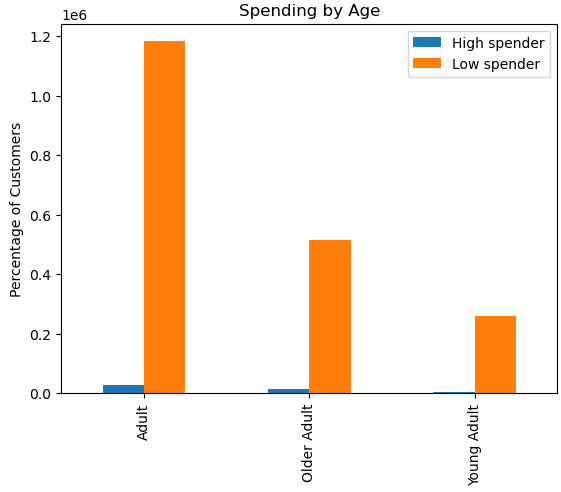 Spending by Age
1e6
High spender
Low spender
Percentage of Customers
1.2
1.0
0.8
0.6
0.4
0.2
0.0
Adult
Older Adult
Young Adult